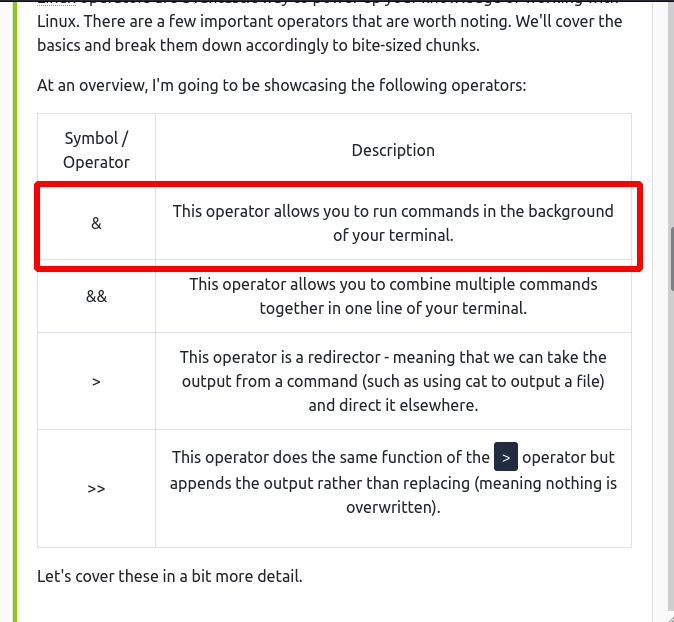 Linux. There are a few important operators that are worth noting. We'll cover the
basics and break them down accordingly to bite-sized chunks.
At an overview, I'm going to be showcasing the following operators:
Symbol /
Operator
Description
&
This operator allows you to run commands in the background
of your terminal.
&&
This operator allows you to combine multiple commands
together in one line of your terminal.
>
This operator is a redirector - meaning that we can take the
output from a command (such as using cat to output a file)
and direct it elsewhere.
>>
This operator does the same function of the > operator but
appends the output rather than replacing (meaning nothing is
overwritten).
Let's cover these in a bit more detail.